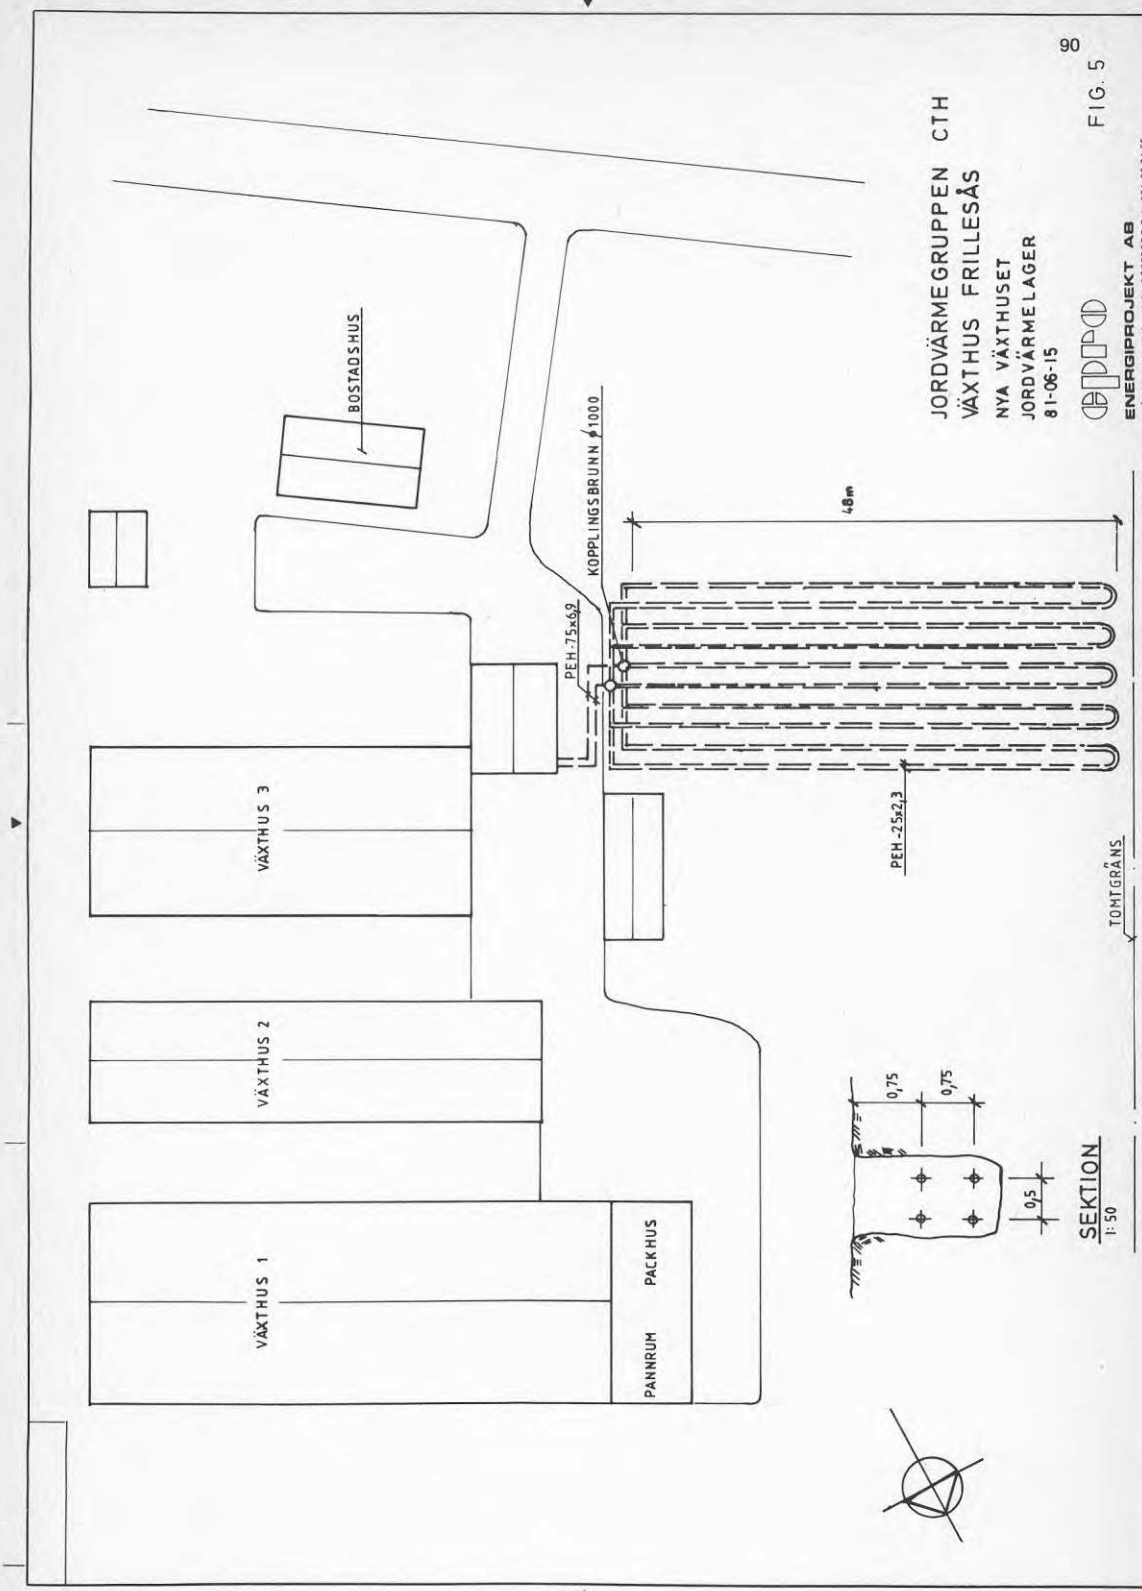 90
FIG. 5
JORDVÄRMEGRUPPEN CTH
VÄXTHUS FRILLESÅS
NYA VÄXTHUSET
JORDVÄRMELAGER
81-06-15
epro
ENERGIPROJEKT AB
BOSTADSHUS
KOPPLINGSBRUNN ø1000
PEH-75x6,9
48m
PEH-25x2,3
TOMTGRÄNS
VÄXTHUS 3
VÄXTHUS 2
VÄXTHUS 1
PANNRUM
PACKHUS
0,75
0,75
0,5
SEKTION
1:50